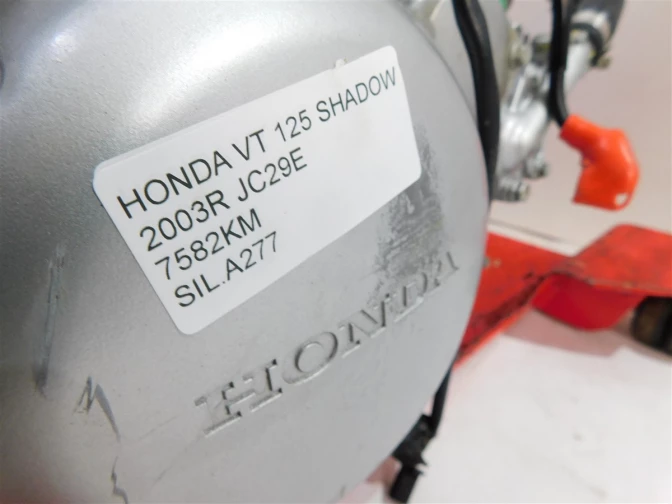 HONDA VT 125 SHADOW
2003R JC29E
7582KM
SIL.A277
HONDA